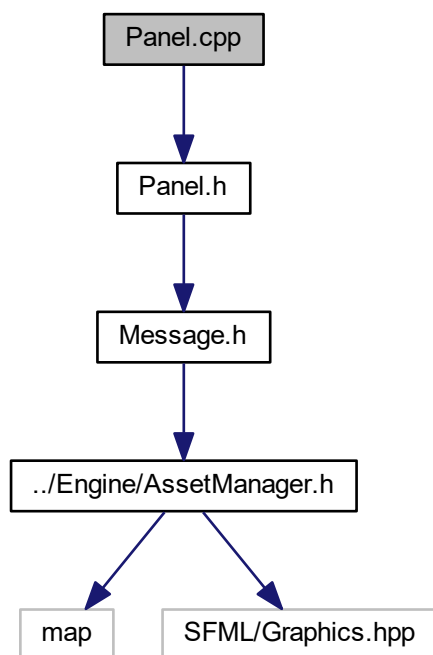 Panel.cpp
Panel.h
Message.h
../Engine/AssetManager.h
map
SFML/Graphics.hpp